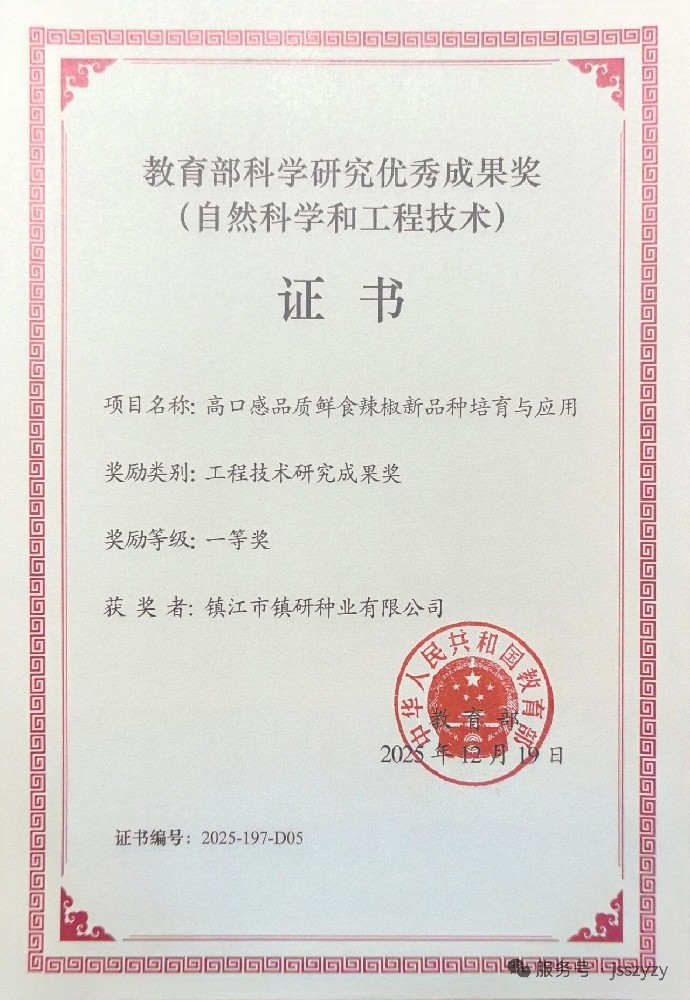 教育部科学研究优秀成果奖
（自然科学和工程技术）
证书
项目名称: 高口感品质鲜食辣椒新品种培育与应用
奖励类别: 工程技术研究成果奖
奖励等级: 一等奖
获奖者: 镇江市镇研种业有限公司
中华人民共和国教育部
教育部
2025年12月19日
证书编号: 2025-197-D05
服务号 · jsszyzy